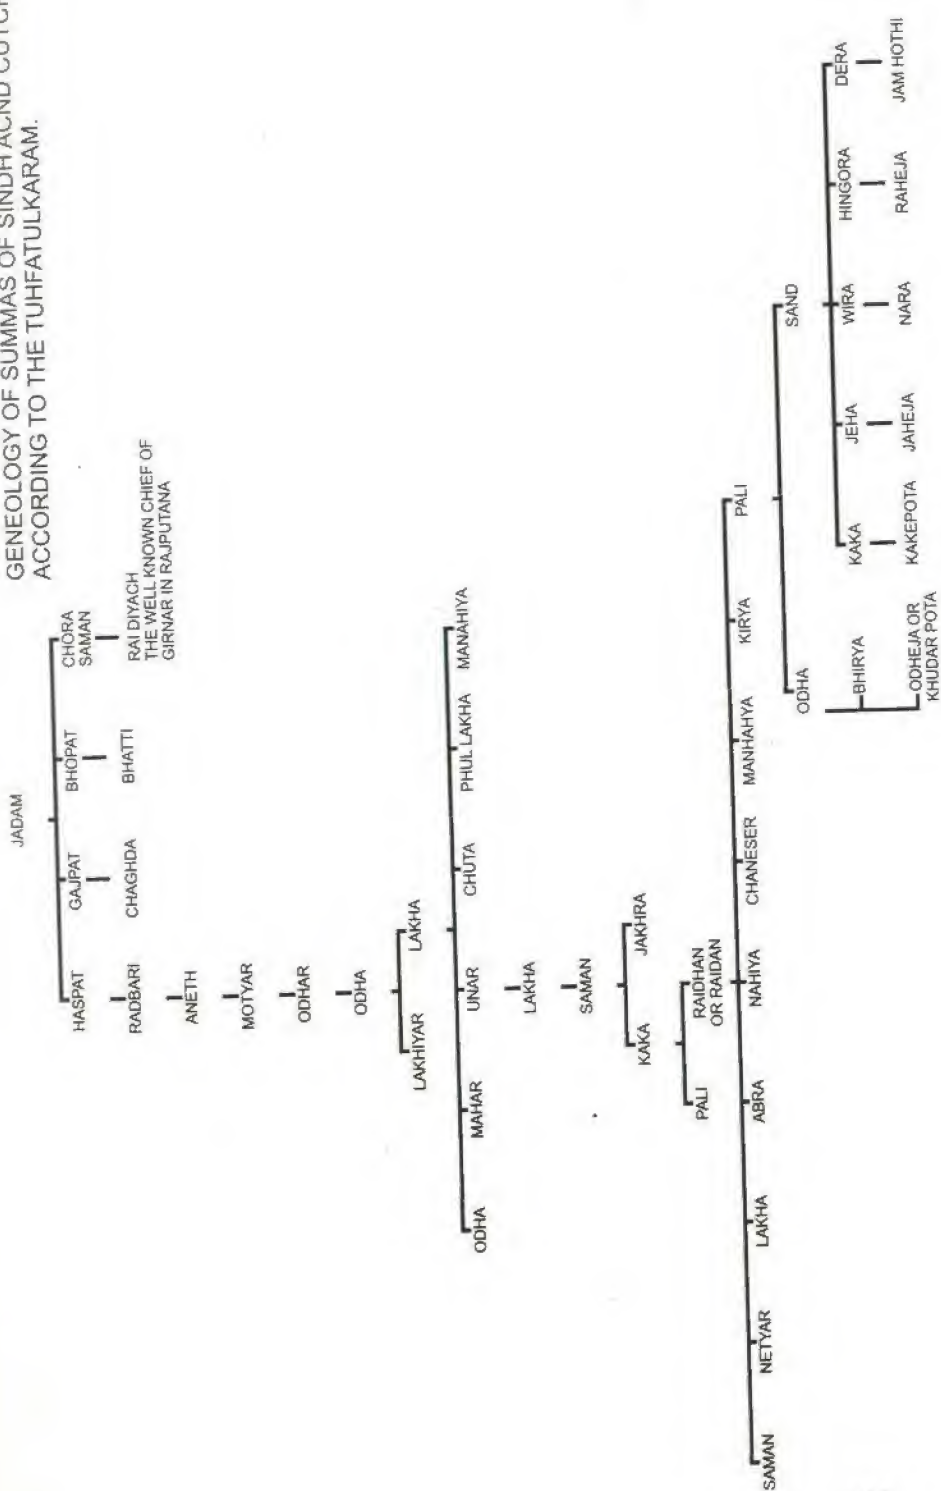 GENEOLOGY OF SUMMAS OF SINDH ACND CUTCH
ACCORDING TO THE TUHFATULKARAM.
JADAM
HASPAT GAJPAT BHOPAT CHORA
SAMAN
RADBARI CHAGHDA BHATTI RAI DIYACH
THE WELL KNOWN CHIEF OF
GIRNAR IN RAJPUTANA
ANETH
MOTYAR
ODHAR
ODHA
LAKHIYAR LAKHA
ODHA MAHAR UNAR CHUTA PHUL LAKHA MANAHIYA
LAKHA
SAMAN
KAKA JAKHRA
PALI RAIDHAN
OR RAIDAN
SAMAN NETYAR LAKHA ABRA NAHIYA CHANESER MANHAHYA KIRYA PALI
ODHA SAND
BHIRYA KAKA JEHA WIRA HINGORA DERA
ODHEJA OR
KHUDAR POTA
KAKEPOTA JAHEJA NARA RAHEJA JAM HOTHI